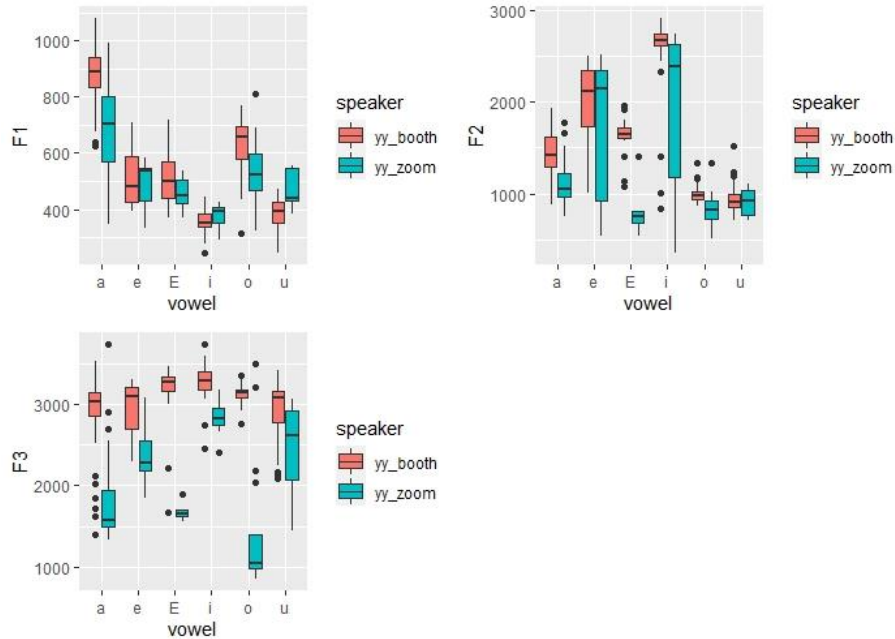 F1
1000
800
600
400
a e E i o u
vowel
speaker
yy_booth
yy_zoom
F2
3000
2000
1000
a e E i o u
vowel
speaker
yy_booth
yy_zoom
F3
3000
2000
1000
a e E i o u
vowel
speaker
yy_booth
yy_zoom